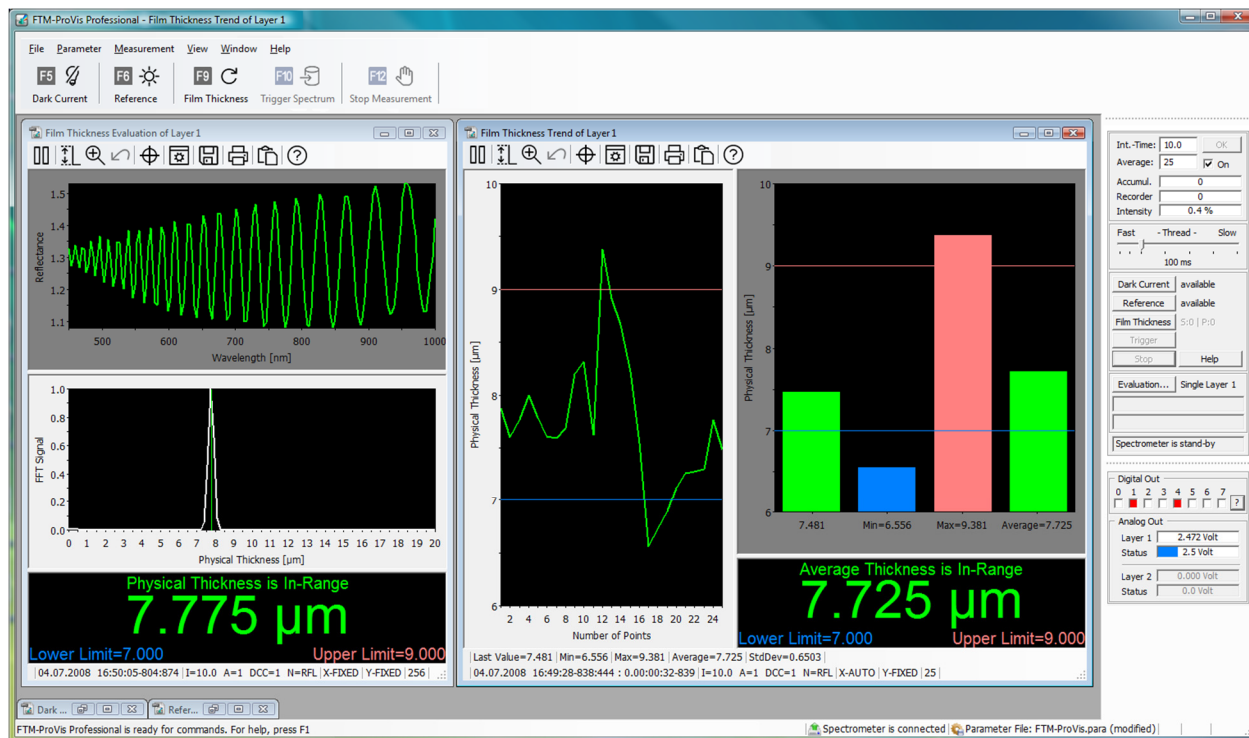 FTM-ProVis Professional - Film Thickness Trend of Layer 1
File Parameter Measurement View Window Help
F5 F6 F9 F10 F12
Dark Current Reference Film Thickness Trigger Spectrum Stop Measurement
Film Thickness Evaluation of Layer1
1.5
1.4
1.3
1.2
1.1
Reflectance
500 600 700 800 900 1000
Wavelength [nm]
1.0
0.8
0.6
0.4
0.2
0.0
FFT Signal
0 1 2 3 4 5 6 7 8 9 10 11 12 13 14 15 16 17 18 19 20
Physical Thickness [µm]
Physical Thickness is In-Range
7.775 µm
Lower Limit=7.000 Upper Limit=9.000
04.07.2008 16:50:05-804:874 I=10.0 A=1 DCC=1 N=RFL X-FIXED Y-FIXED 256
Film Thickness Trend of Layer1
10
9
8
7
6
Physical Thickness [µm]
2 4 6 8 10 12 14 16 18 20 22 24
Number of Points
10
9
8
7
6
Physical Thickness [µm]
7.481 Min=6.556 Max=9.381 Average=7.725
Average Thickness is In-Range
7.725 µm
Lower Limit=7.000 Upper Limit=9.000
Last Value=7.481 Min=6.556 Max=9.381 Average=7.725 StdDev=0.6503
04.07.2008 16:49:28-838:444 : 0.00:00:32-839 I=10.0 A=1 DCC=1 N=RFL X-AUTO Y-FIXED 25
Int.-Time: 10.0 OK
Average: 25 On
Accumul. 0
Recorder 0
Intensity 0.4 %
Fast - Thread - Slow
100 ms
Dark Current available
Reference available
Film Thickness S:0 | P:0
Trigger
Stop Help
Evaluation... Single Layer 1
Spectrometer is stand-by
Digital Out
0 1 2 3 4 5 6 7
?
Analog Out
Layer 1 2.472 Volt
Status 2.5 Volt
Layer 2 0.000 Volt
Status 0.0 Volt
Dark ... Refer...
FTM-ProVis Professional is ready for commands. For help, press F1
Spectrometer is connected Parameter File: FTM-ProVis.para (modified)